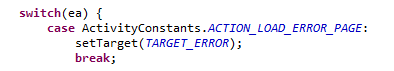 switch(ea) {
    case ActivityConstants.ACTION_LOAD_ERROR_PAGE:
        setTarget(TARGET_ERROR);
        break;